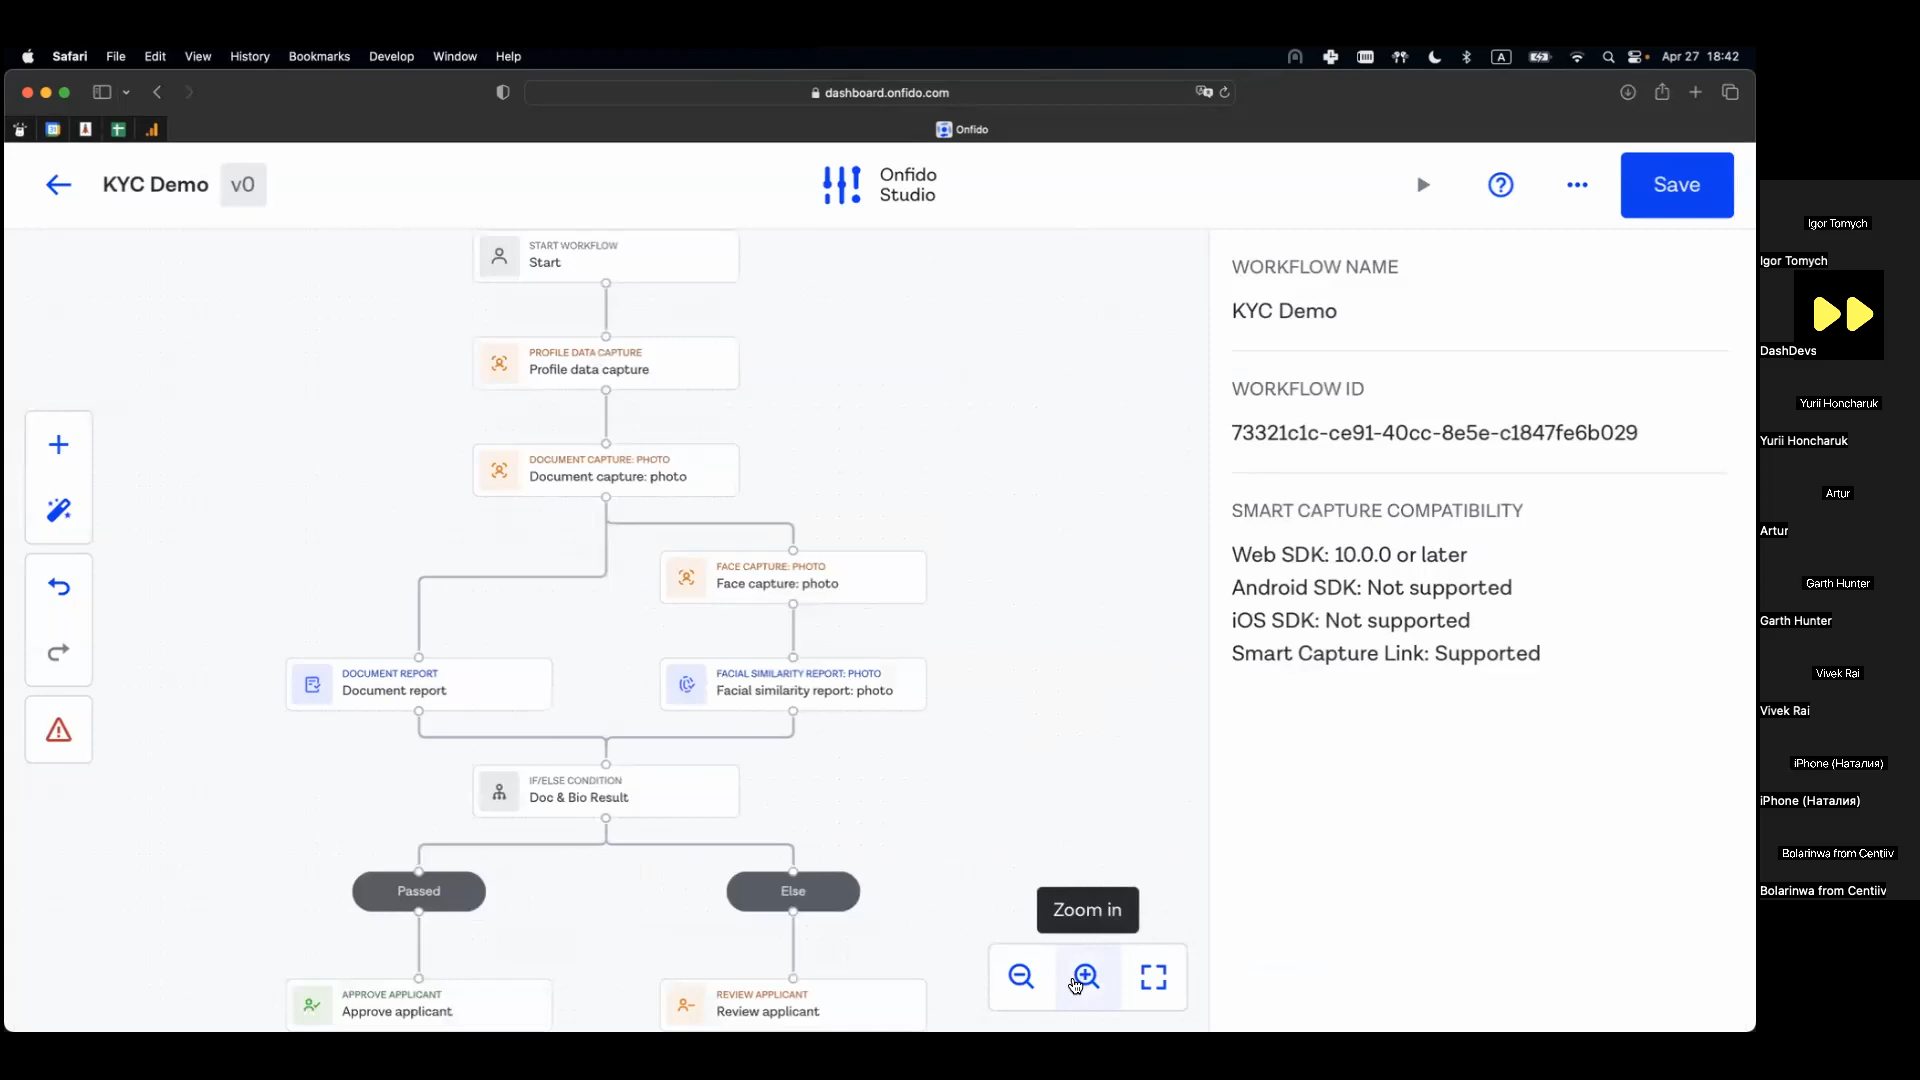 Safari File Edit View History Bookmarks Develop Window Help
A
Apr 27 18:42
dashboard.onfido.com
Onfido
KYC Demo v0
Onfido
Studio
Save
START WORKFLOW
Start
PROFILE DATA CAPTURE
Profile data capture
DOCUMENT CAPTURE: PHOTO
Document capture: photo
FACE CAPTURE: PHOTO
Face capture: photo
DOCUMENT REPORT
Document report
FACIAL SIMILARITY REPORT: PHOTO
Facial similarity report: photo
IF/ELSE CONDITION
Doc & Bio Result
Passed
Else
APPROVE APPLICANT
Approve applicant
REVIEW APPLICANT
Review applicant
Zoom in
WORKFLOW NAME
KYC Demo
WORKFLOW ID
73321c1c-ce91-40cc-8e5e-c1847fe6b029
SMART CAPTURE COMPATIBILITY
Web SDK: 10.0.0 or later
Android SDK: Not supported
iOS SDK: Not supported
Smart Capture Link: Supported
Igor Tomych
Igor Tomych
DashDevs
Yurii Honcharuk
Yurii Honcharuk
Artur
Artur
Garth Hunter
Garth Hunter
Vivek Rai
Vivek Rai
iPhone (Наталия)
iPhone (Наталия)
Bolarinwa from Centiiv
Bolarinwa from Centiiv